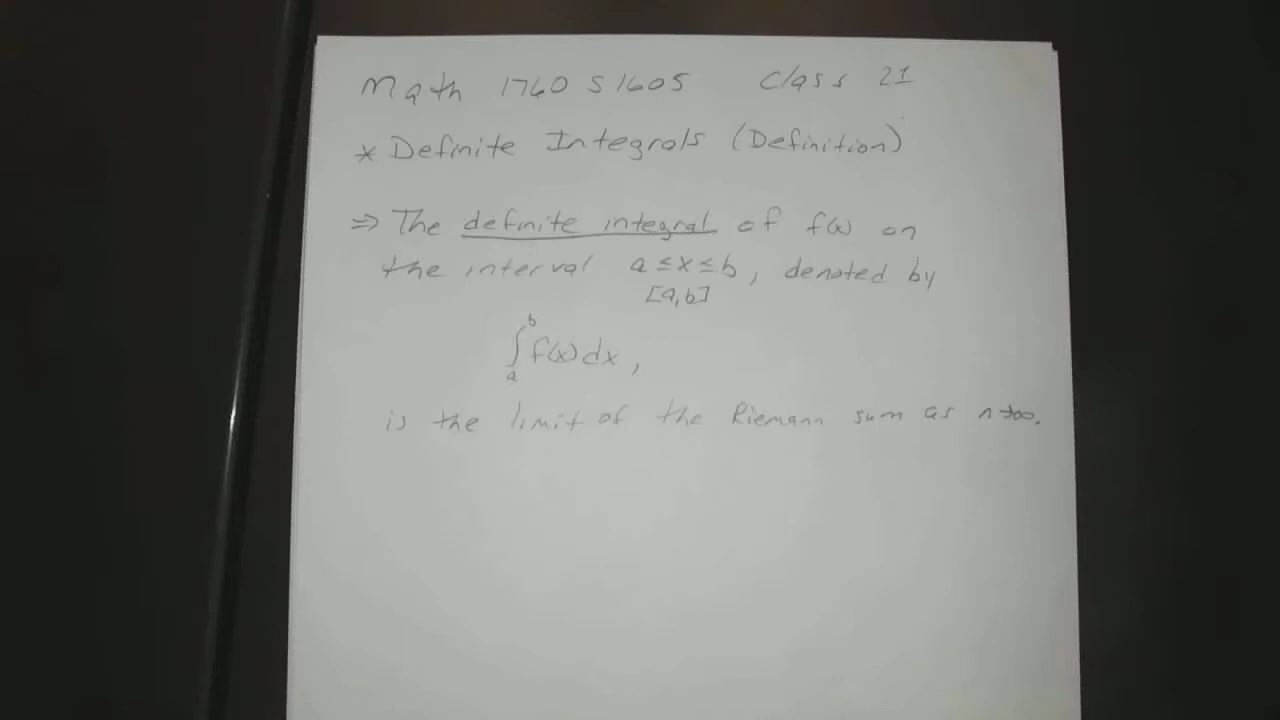 Math 1760 S1605 Class 21
* Definite Integrals (Definition)
⇒ The definite integral of f(x) on
the interval a ≤ x ≤ b, denoted by
[a,b]
∫_a^b f(x) dx,
is the limit of the Riemann sum as n→∞.